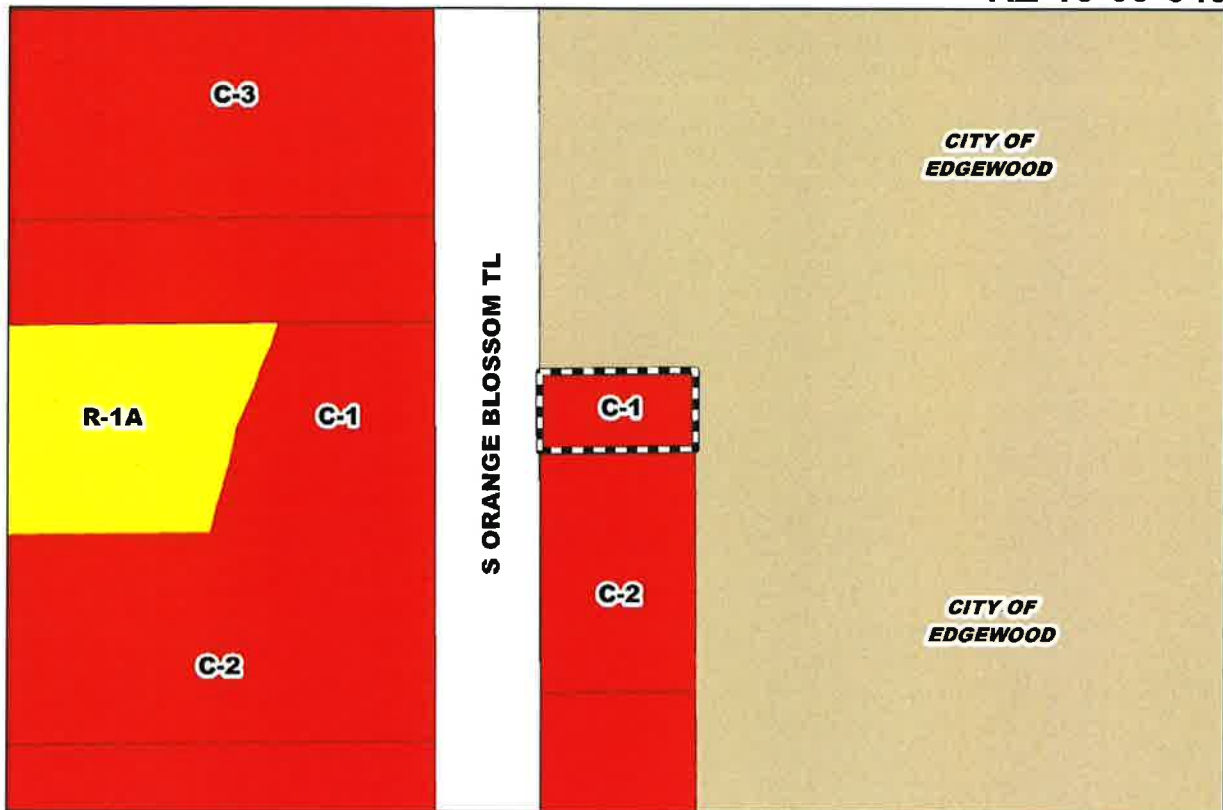 C-3
CITY OF
EDGEWOOD
S ORANGE BLOSSOM TL
R-1A
C-1
C-1
C-2
CITY OF
EDGEWOOD
C-2